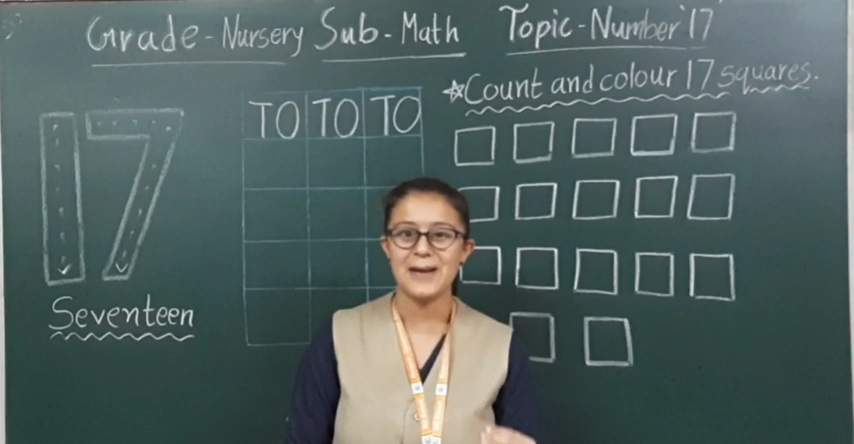 Grade - Nursery Sub - Math Topic - Number 17
17
TO TO TO
Count and colour 17 squares.
Seventeen